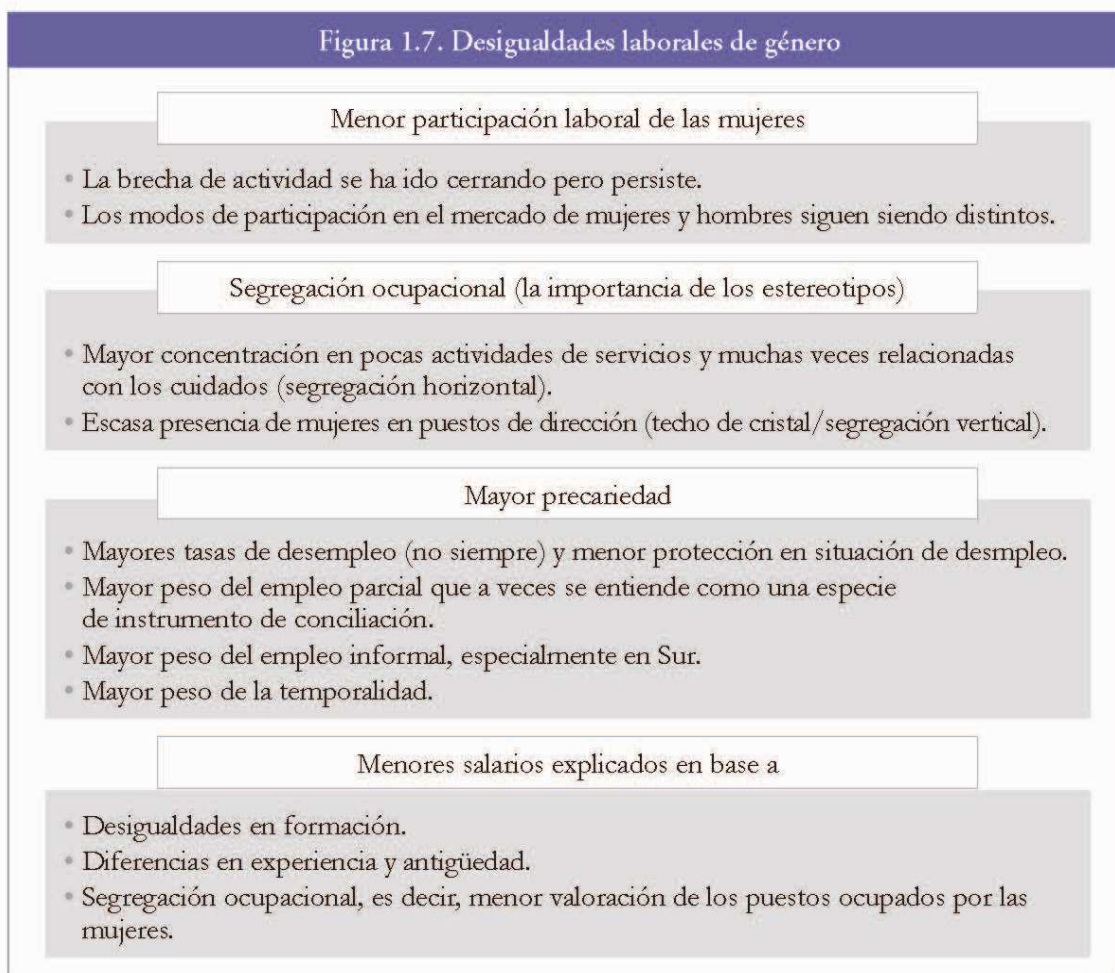 Figura 1.7. Desigualdades laborales de género
Menor participación laboral de las mujeres
• La brecha de actividad se ha ido cerrando pero persiste.
• Los modos de participación en el mercado de mujeres y hombres siguen siendo distintos.
Segregación ocupacional (la importancia de los estereotipos)
• Mayor concentración en pocas actividades de servicios y muchas veces relacionadas
con los cuidados (segregación horizontal).
• Escasa presencia de mujeres en puestos de dirección (techo de cristal/segregación vertical).
Mayor precariedad
• Mayores tasas de desempleo (no siempre) y menor protección en situación de desmpleo.
• Mayor peso del empleo parcial que a veces se entiende como una especie
de instrumento de conciliación.
• Mayor peso del empleo informal, especialmente en Sur.
• Mayor peso de la temporalidad.
Menores salarios explicados en base a
• Desigualdades en formación.
• Diferencias en experiencia y antigüedad.
• Segregación ocupacional, es decir, menor valoración de los puestos ocupados por las
mujeres.